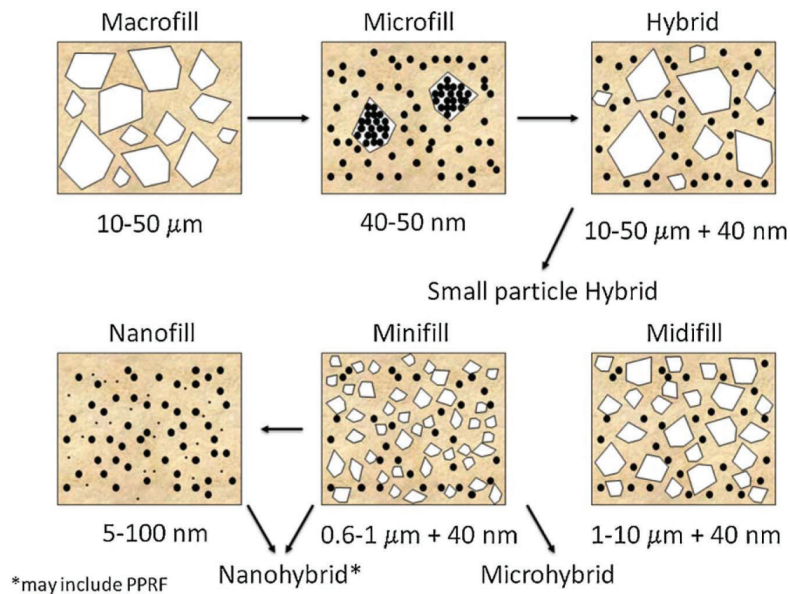 Macrofill
Microfill
Hybrid
10-50 μm
40-50 nm
10-50 μm + 40 nm
Small particle Hybrid
Nanofill
Minifill
Midifill
5-100 nm
0.6-1 μm + 40 nm
1-10 μm + 40 nm
Nanohybrid*
Microhybrid
*may include PPRF